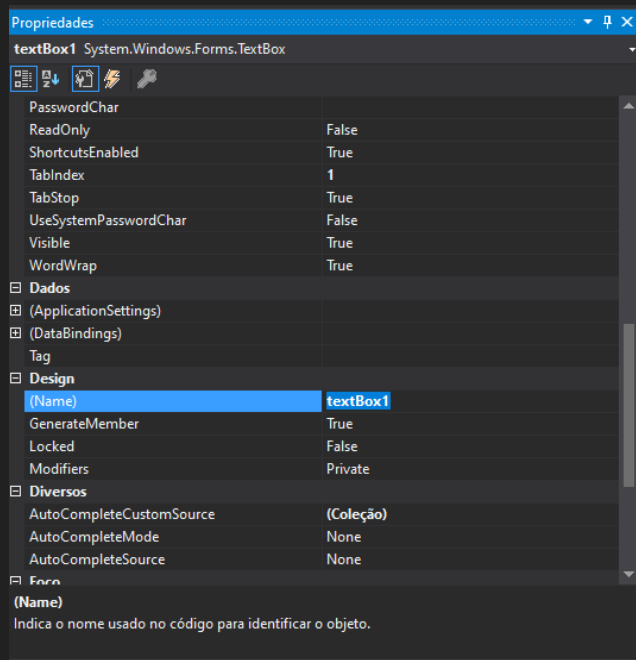 Propriedades
textBox1 System.Windows.Forms.TextBox
PasswordChar
ReadOnly False
ShortcutsEnabled True
TabIndex 1
TabStop True
UseSystemPasswordChar False
Visible True
WordWrap True
Dados
(ApplicationSettings)
(DataBindings)
Tag
Design
(Name) textBox1
GenerateMember True
Locked False
Modifiers Private
Diversos
AutoCompleteCustomSource (Coleção)
AutoCompleteMode None
AutoCompleteSource None
Foco
(Name)
Indica o nome usado no código para identificar o objeto.